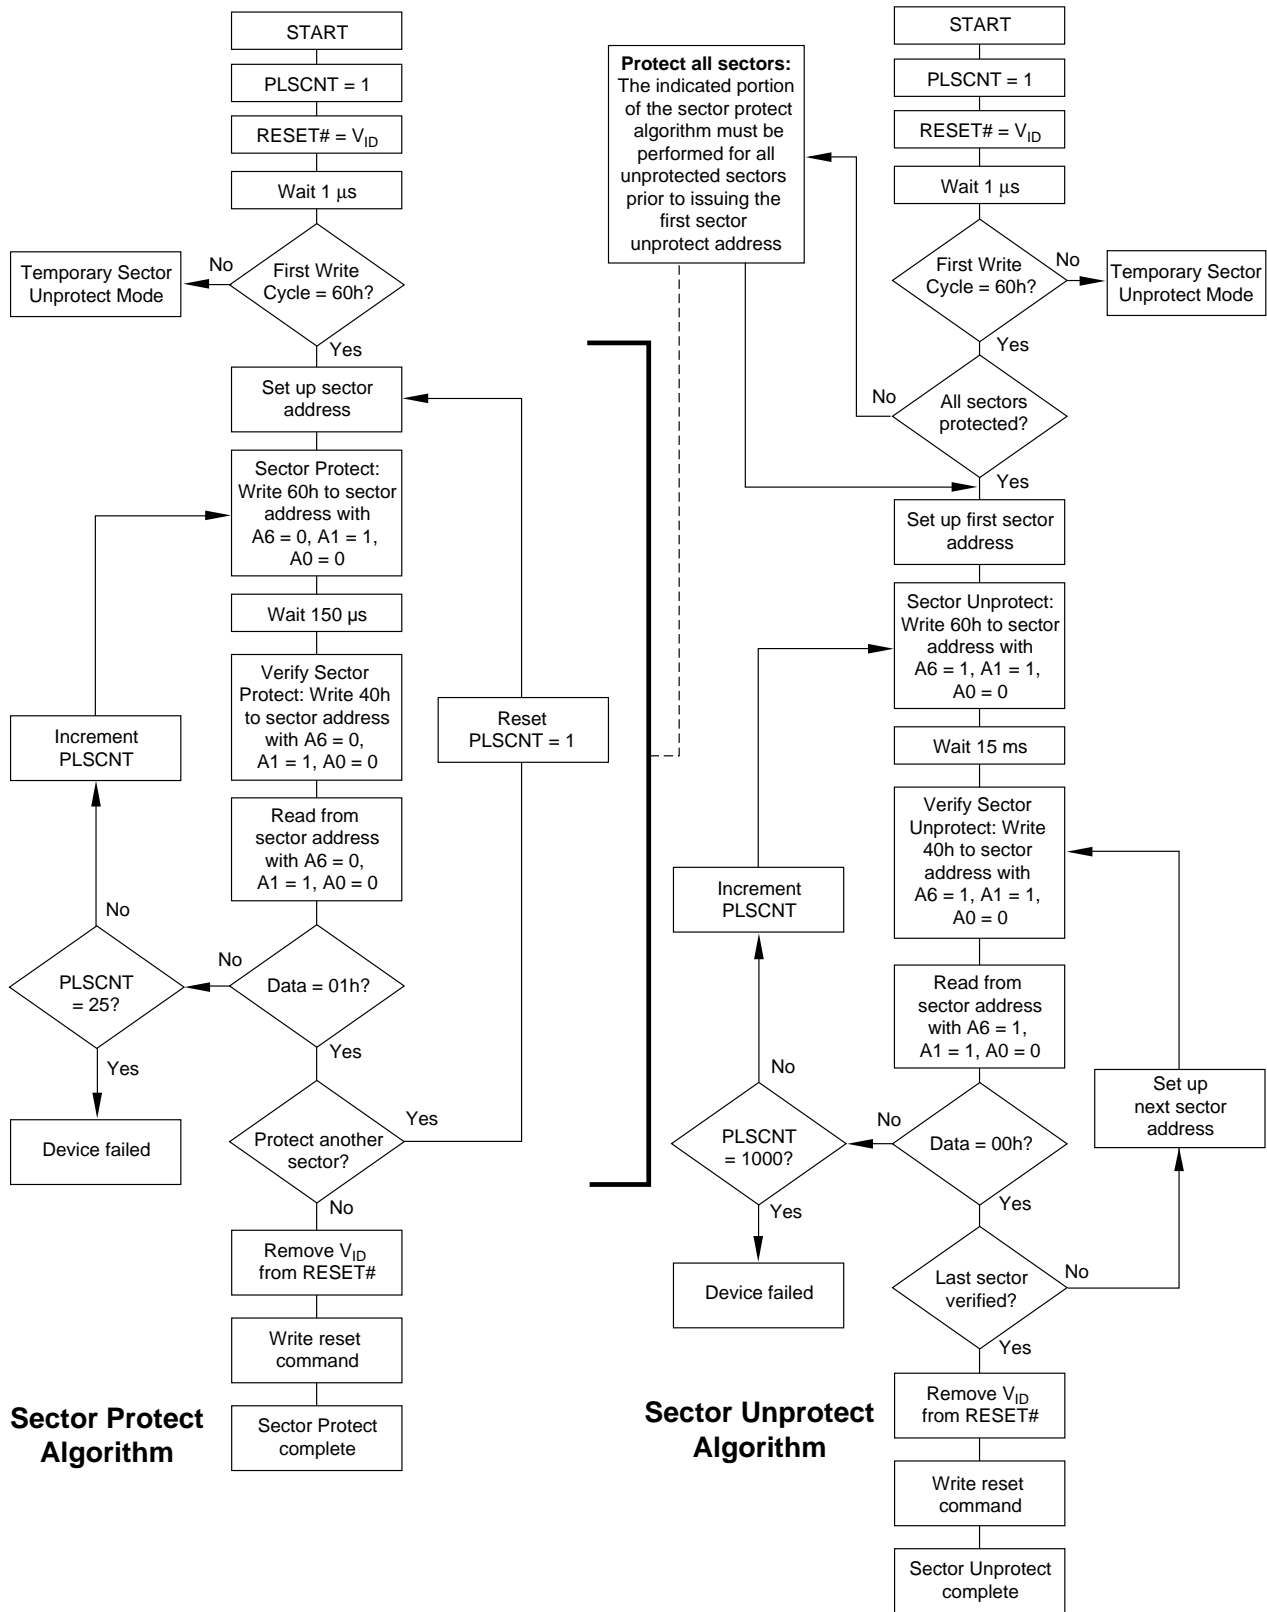 START
PLSCNT = 1
RESET# = VID
Wait 1 μs
First Write
Cycle = 60h?
No
Temporary Sector
Unprotect Mode
Yes
Set up sector
address
Sector Protect:
Write 60h to sector
address with
A6 = 0, A1 = 1,
A0 = 0
Wait 150 µs
Verify Sector
Protect: Write 40h
to sector address
with A6 = 0,
A1 = 1, A0 = 0
Increment
PLSCNT
Reset
PLSCNT = 1
Read from
sector address
with A6 = 0,
A1 = 1, A0 = 0
No
PLSCNT
= 25?
No
Data = 01h?
Yes
Yes
Device failed
Protect another
sector?
Yes
No
Remove VID
from RESET#
Write reset
command
Sector Protect
complete
Sector Protect
Algorithm
Protect all sectors:
The indicated portion
of the sector protect
algorithm must be
performed for all
unprotected sectors
prior to issuing the
first sector
unprotect address
START
PLSCNT = 1
RESET# = VID
Wait 1 μs
First Write
Cycle = 60h?
No
Temporary Sector
Unprotect Mode
Yes
No
All sectors
protected?
Yes
Set up first sector
address
Sector Unprotect:
Write 60h to sector
address with
A6 = 1, A1 = 1,
A0 = 0
Wait 15 ms
Verify Sector
Unprotect: Write
40h to sector
address with
A6 = 1, A1 = 1,
A0 = 0
Increment
PLSCNT
Read from
sector address
with A6 = 1,
A1 = 1, A0 = 0
No
PLSCNT
= 1000?
No
Data = 00h?
Set up
next sector
address
Yes
Yes
Device failed
Last sector
verified?
No
Yes
Remove VID
from RESET#
Write reset
command
Sector Unprotect
complete
Sector Unprotect
Algorithm